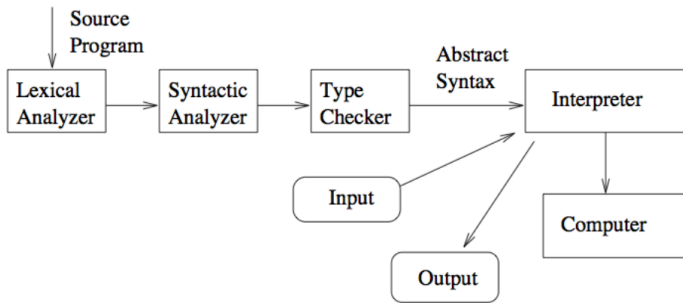 Source
Program
Lexical
Analyzer
Syntactic
Analyzer
Type
Checker
Abstract
Syntax
Interpreter
Input
Computer
Output